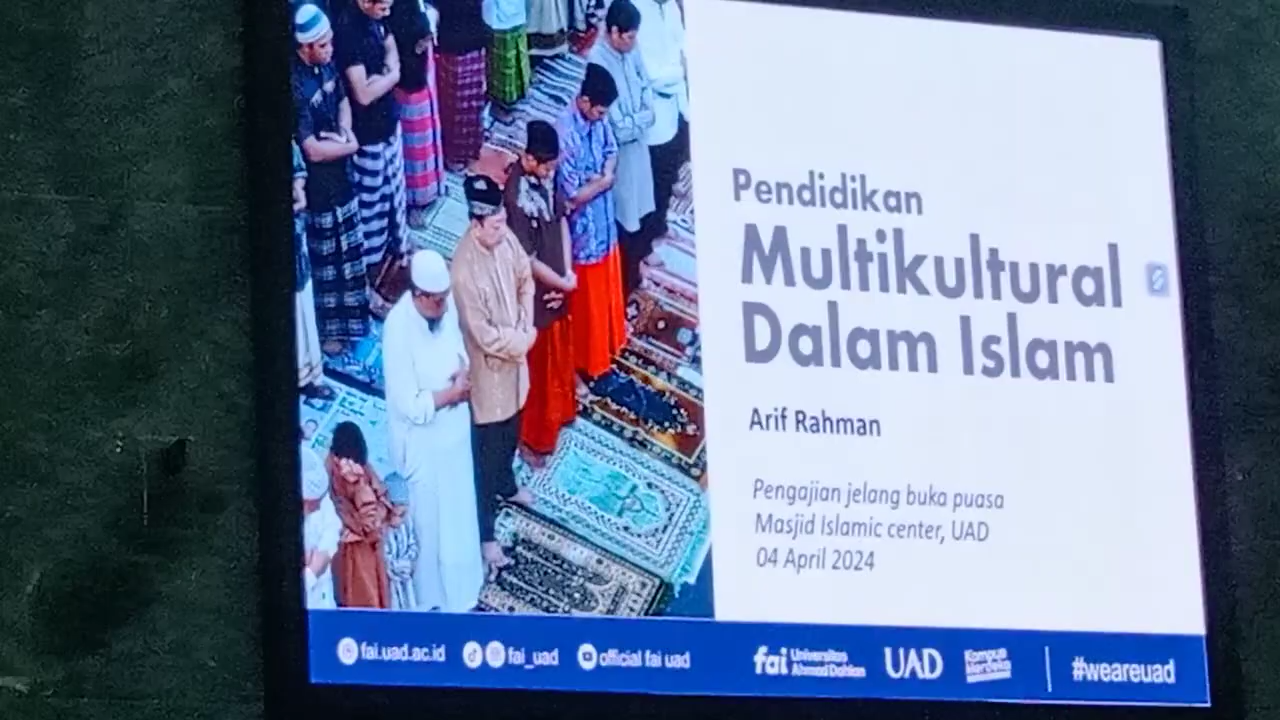 Pendidikan
Multikultural
Dalam Islam
Arif Rahman
Pengajian jelang buka puasa
Masjid Islamic center, UAD
04 April 2024
fai.uad.ac.id
fai_uad
official fai uad
fai Universitas
Ahmad Dahlan
UAD
Kampus
Merdeka
#weareuad